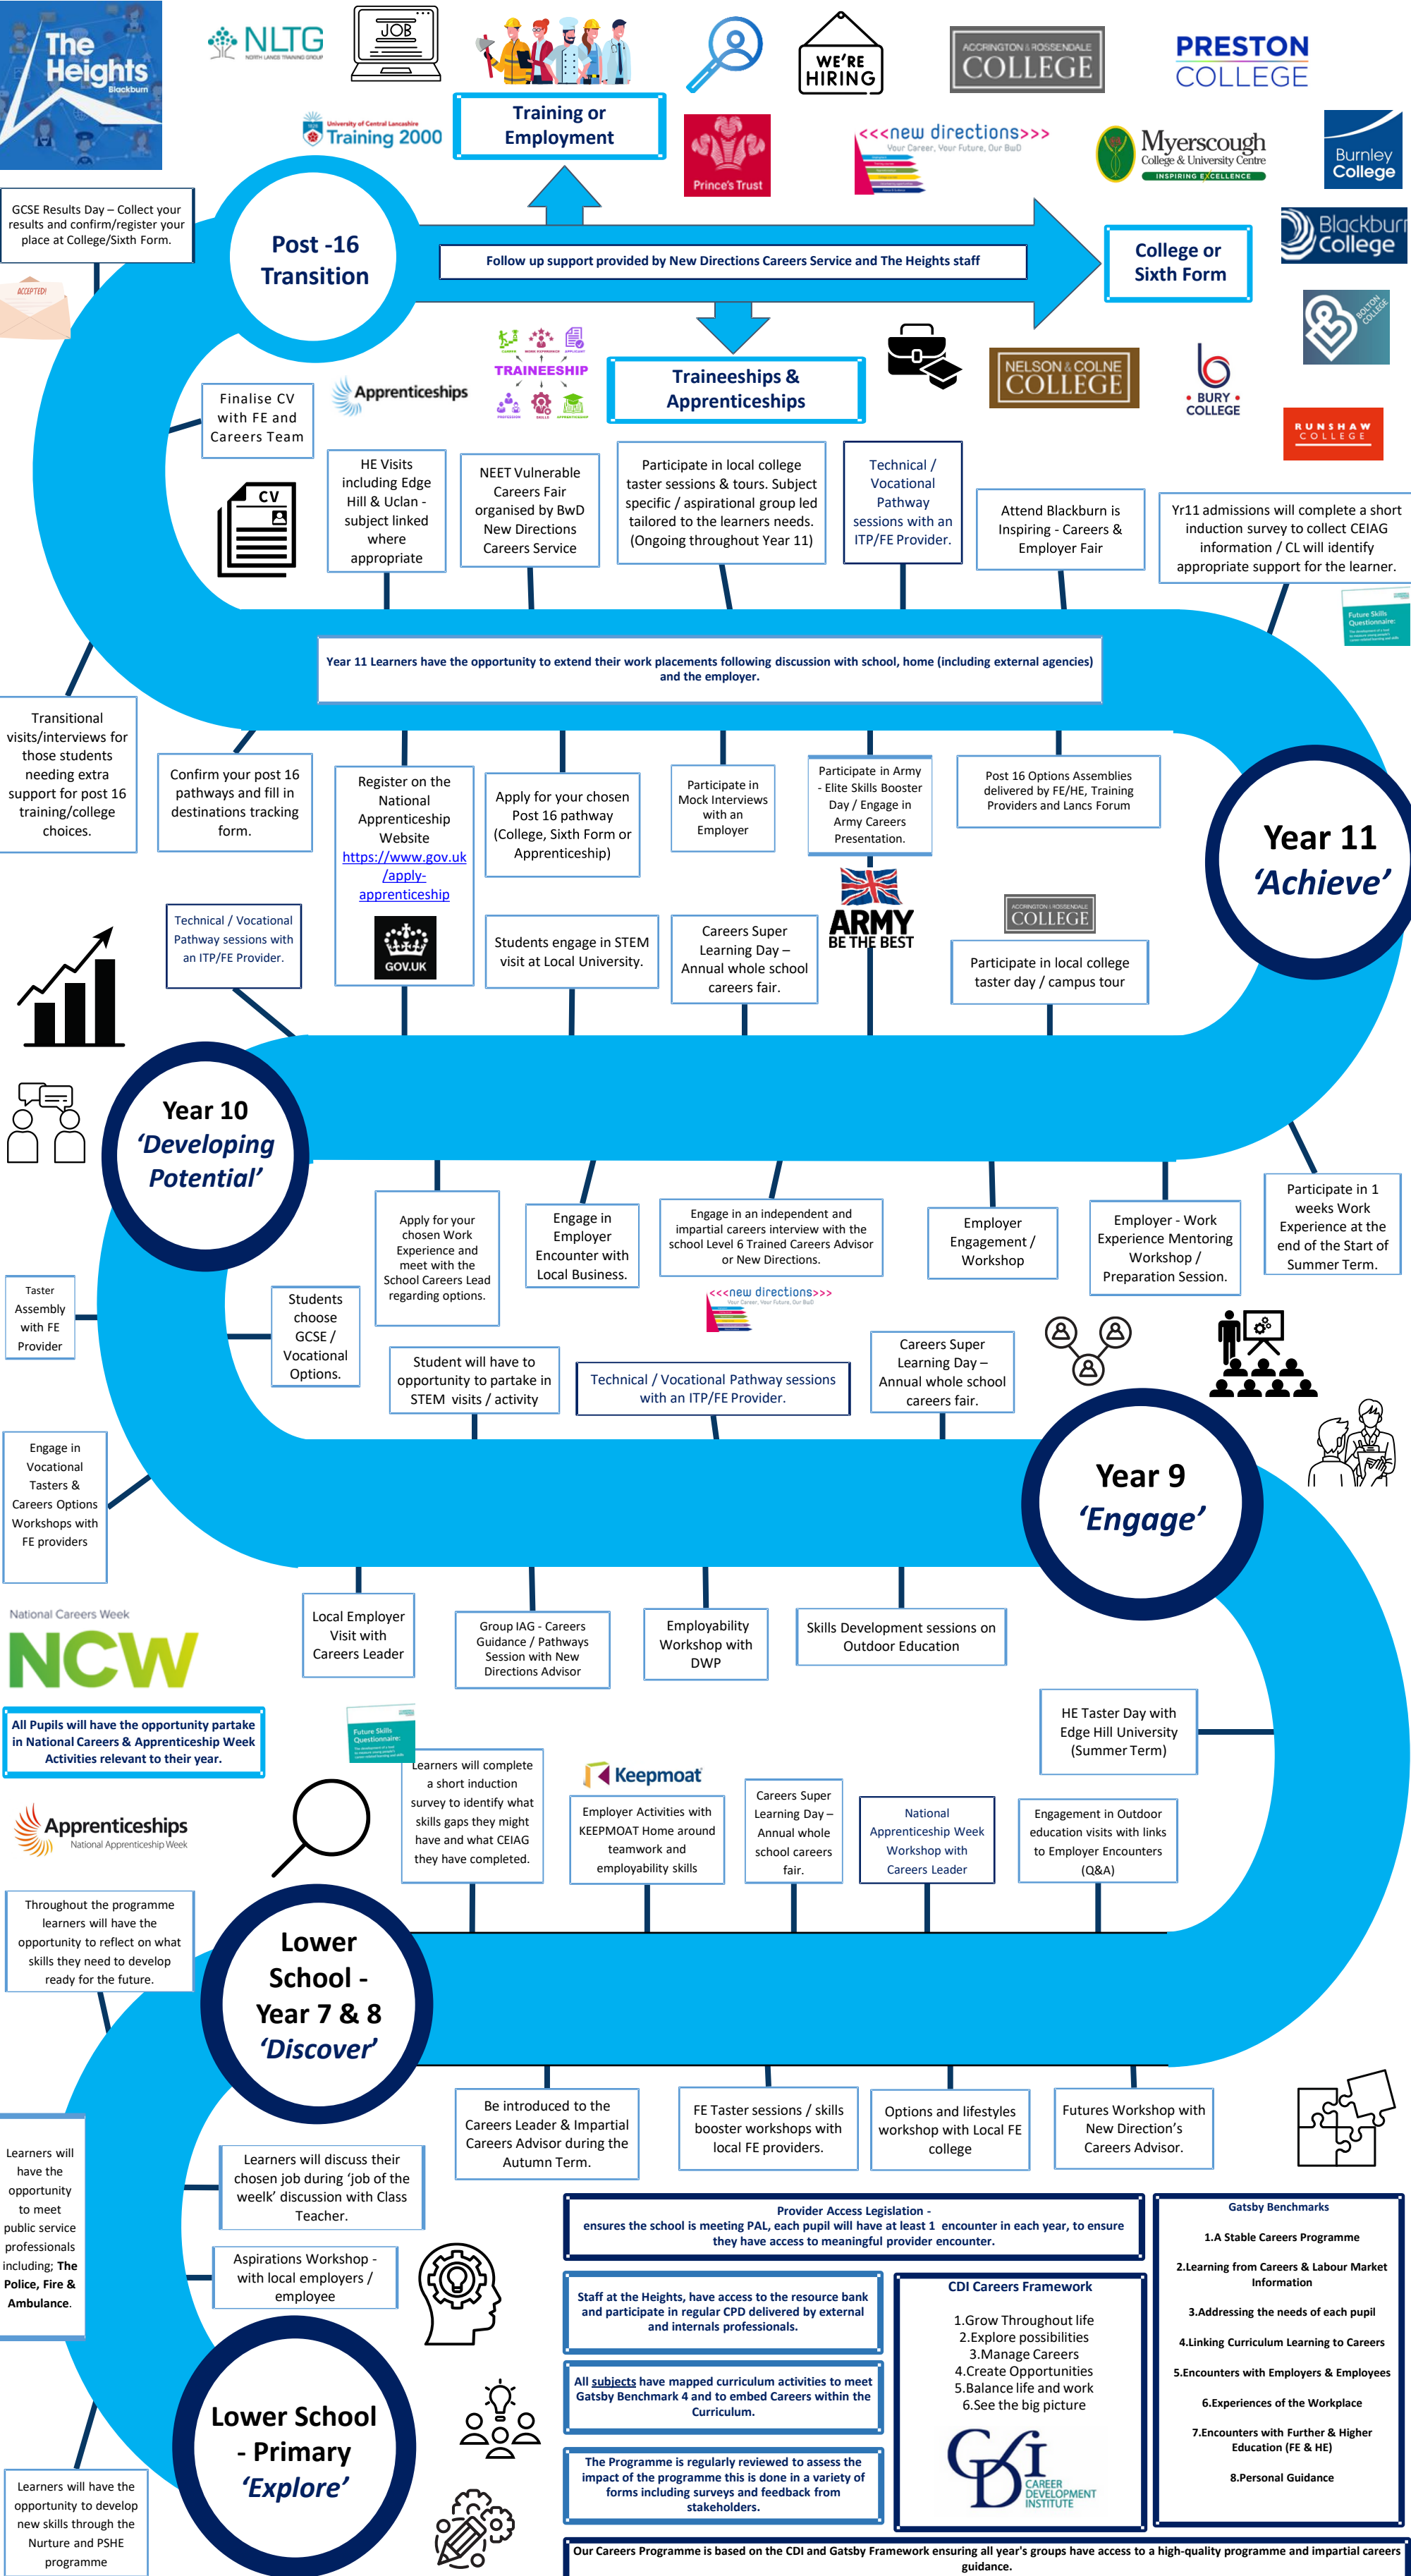 The
Heights
Blackburn
NLTG
NORTH LANCS TRAINING GROUP
JOB
WE'RE
HIRING
ACCRINGTON & ROSSENDALE
COLLEGE
PRESTON
COLLEGE
University of Central Lancashire
Training 2000
Training or
Employment
Prince's Trust
<<<new directions>>>
Your Career, Your Future, Our BwD
Myerscough
College & University Centre
INSPIRING EXCELLENCE
Burnley
College
GCSE Results Day – Collect your
results and confirm/register your
place at College/Sixth Form.
ACCEPTED!
Post -16
Transition
Follow up support provided by New Directions Careers Service and The Heights staff
College or
Sixth Form
Blackburn
College
BOLTON
COLLEGE
CAREER
WORK EXPERIENCE
APPLICANT
TRAINEESHIP
PROFESSION
SKILLS
APPRENTICESHIP
Apprenticeships
Traineeships &
Apprenticeships
NELSON & COLNE
COLLEGE
BURY
COLLEGE
RUNSHAW
COLLEGE
Finalise CV
with FE and
Careers Team
CV
HE Visits
including Edge
Hill & Uclan -
subject linked
where
appropriate
NEET Vulnerable
Careers Fair
organised by BwD
New Directions
Careers Service
Participate in local college
taster sessions & tours. Subject
specific / aspirational group led
tailored to the learners needs.
(Ongoing throughout Year 11)
Technical /
Vocational
Pathway
sessions with an
ITP/FE Provider.
Attend Blackburn is
Inspiring - Careers &
Employer Fair
Yr11 admissions will complete a short
induction survey to collect CEIAG
information / CL will identify
appropriate support for the learner.
Future Skills
Questionnaire:
Year 11 Learners have the opportunity to extend their work placements following discussion with school, home (including external agencies)
and the employer.
Transitional
visits/interviews for
those students
needing extra
support for post 16
training/college
choices.
Confirm your post 16
pathways and fill in
destinations tracking
form.
Register on the
National
Apprenticeship
Website
https://www.gov.uk
/apply-
apprenticeship
GOV.UK
Apply for your chosen
Post 16 pathway
(College, Sixth Form or
Apprenticeship)
Participate in
Mock Interviews
with an
Employer
Participate in Army
- Elite Skills Booster
Day / Engage in
Army Careers
Presentation.
ARMY
BE THE BEST
Post 16 Options Assemblies
delivered by FE/HE, Training
Providers and Lancs Forum
Year 11
‘Achieve’
Technical / Vocational
Pathway sessions with
an ITP/FE Provider.
Students engage in STEM
visit at Local University.
Careers Super
Learning Day –
Annual whole school
careers fair.
ACCRINGTON & ROSSENDALE
COLLEGE
Participate in local college
taster day / campus tour
Year 10
‘Developing
Potential’
Apply for your
chosen Work
Experience and
meet with the
School Careers Lead
regarding options.
Engage in
Employer
Encounter with
Local Business.
Engage in an independent and
impartial careers interview with the
school Level 6 Trained Careers Advisor
or New Directions.
<<<new directions>>>
Your Career, Your Future, Our BwD
Employer
Engagement /
Workshop
Employer - Work
Experience Mentoring
Workshop /
Preparation Session.
Participate in 1
weeks Work
Experience at the
end of the Start of
Summer Term.
Taster
Assembly
with FE
Provider
Students
choose
GCSE /
Vocational
Options.
Student will have to
opportunity to partake in
STEM visits / activity
Technical / Vocational Pathway sessions
with an ITP/FE Provider.
Careers Super
Learning Day –
Annual whole school
careers fair.
Engage in
Vocational
Tasters &
Careers Options
Workshops with
FE providers
Year 9
‘Engage’
National Careers Week
NCW
Local Employer
Visit with
Careers Leader
Group IAG - Careers
Guidance / Pathways
Session with New
Directions Advisor
Employability
Workshop with
DWP
Skills Development sessions on
Outdoor Education
All Pupils will have the opportunity partake
in National Careers & Apprenticeship Week
Activities relevant to their year.
Apprenticeships
National Apprenticeship Week
Future Skills
Questionnaire:
Learners will complete
a short induction
survey to identify what
skills gaps they might
have and what CEIAG
they have completed.
Keepmoat
Employer Activities with
KEEPMOAT Home around
teamwork and
employability skills
Careers Super
Learning Day –
Annual whole
school careers
fair.
National
Apprenticeship Week
Workshop with
Careers Leader
HE Taster Day with
Edge Hill University
(Summer Term)
Engagement in Outdoor
education visits with links
to Employer Encounters
(Q&A)
Throughout the programme
learners will have the
opportunity to reflect on what
skills they need to develop
ready for the future.
Lower
School -
Year 7 & 8
‘Discover’
Be introduced to the
Careers Leader & Impartial
Careers Advisor during the
Autumn Term.
FE Taster sessions / skills
booster workshops with
local FE providers.
Options and lifestyles
workshop with Local FE
college
Futures Workshop with
New Direction’s
Careers Advisor.
Learners will
have the
opportunity
to meet
public service
professionals
including; The
Police, Fire &
Ambulance.
Learners will discuss their
chosen job during ‘job of the
weelk’ discussion with Class
Teacher.
Aspirations Workshop -
with local employers /
employee
Lower School
- Primary
‘Explore’
Learners will have the
opportunity to develop
new skills through the
Nurture and PSHE
programme
Provider Access Legislation -
ensures the school is meeting PAL, each pupil will have at least 1 encounter in each year, to ensure
they have access to meaningful provider encounter.
Staff at the Heights, have access to the resource bank
and participate in regular CPD delivered by external
and internals professionals.
All subjects have mapped curriculum activities to meet
Gatsby Benchmark 4 and to embed Careers within the
Curriculum.
The Programme is regularly reviewed to assess the
impact of the programme this is done in a variety of
forms including surveys and feedback from
stakeholders.
CDI Careers Framework
1.Grow Throughout life
2.Explore possibilities
3.Manage Careers
4.Create Opportunities
5.Balance life and work
6.See the big picture
CDI
CAREER
DEVELOPMENT
INSTITUTE
Gatsby Benchmarks
1.A Stable Careers Programme
2.Learning from Careers & Labour Market
Information
3.Addressing the needs of each pupil
4.Linking Curriculum Learning to Careers
5.Encounters with Employers & Employees
6.Experiences of the Workplace
7.Encounters with Further & Higher
Education (FE & HE)
8.Personal Guidance
Our Careers Programme is based on the CDI and Gatsby Framework ensuring all year's groups have access to a high-quality programme and impartial careers
guidance.